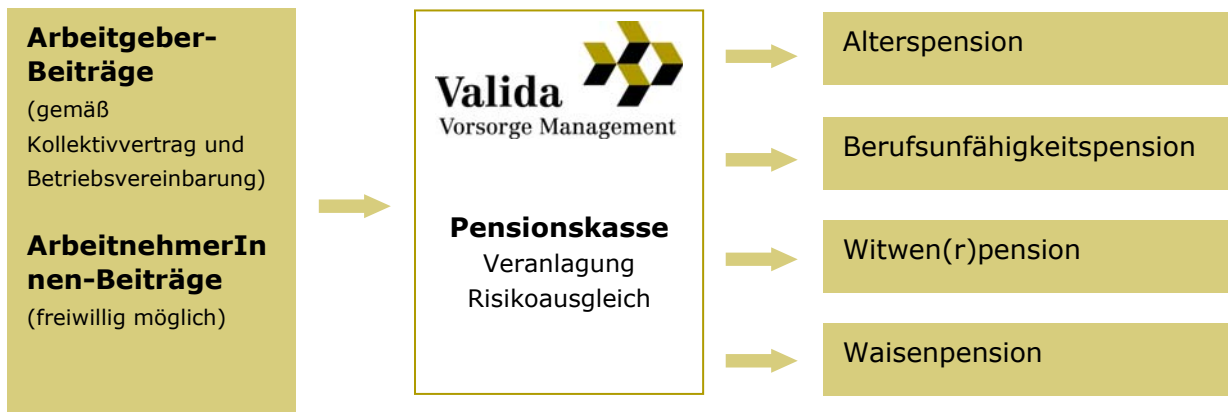 Arbeitgeber-
Beiträge
(gemäß
Kollektivvertrag und
Betriebsvereinbarung)
ArbeitnehmerIn
nen-Beiträge
(freiwillig möglich)
Valida
Vorsorge Management
Pensionskasse
Veranlagung
Risikoausgleich
Alterspension
Berufsunfähigkeitspension
Witwen(r)pension
Waisenpension